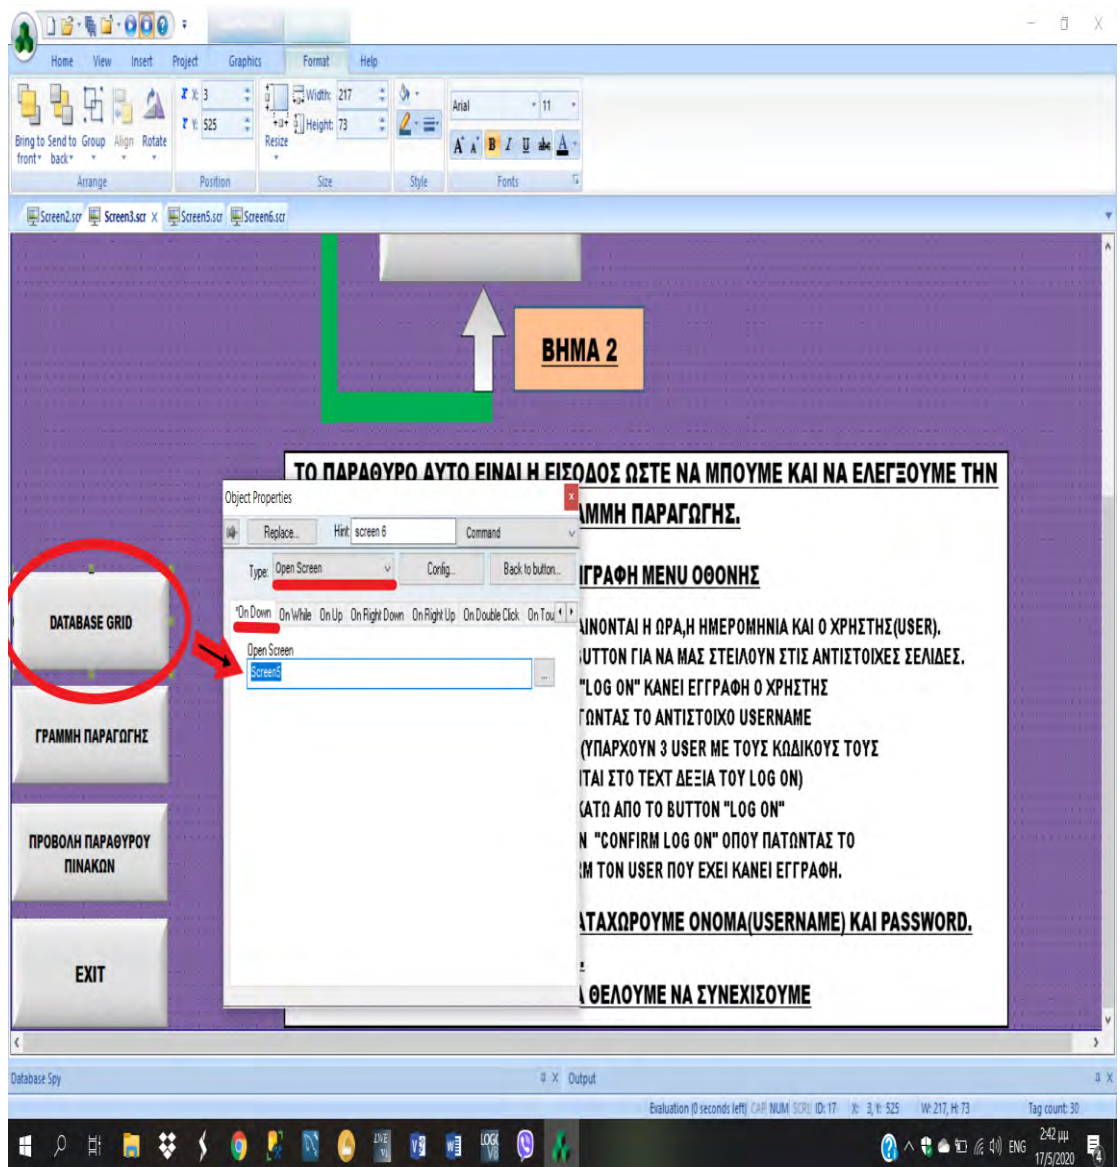 Home View Insert Project Graphics Format Help
X: 3
Y: 525
Width: 217
Height: 73
Arial 11
Bring to front Send to back Group Align Rotate
Resize
A A B I U abc A
Arrange Position Size Style Fonts
Screen2.scr Screen3.scr X Screen5.scr Screen6.scr
ΒΗΜΑ 2
ΤΟ ΠΑΡΑΘΥΡΟ ΑΥΤΟ ΕΙΝΑΙ Η ΕΙΣΟΔΟΣ ΩΣΤΕ ΝΑ ΜΠΟΥΜΕ ΚΑΙ ΝΑ ΕΛΕΓΞΟΥΜΕ ΤΗΝ
ΑΜΜΗ ΠΑΡΑΓΩΓΗΣ.
ΓΡΑΦΗ MENU ΟΘΟΝΗΣ
ΑΙΝΟΝΤΑΙ Η ΩΡΑ,Η ΗΜΕΡΟΜΗΝΙΑ ΚΑΙ Ο ΧΡΗΣΤΗΣ(USER).
UTTON ΓΙΑ ΝΑ ΜΑΣ ΣΤΕΙΛΟΥΝ ΣΤΙΣ ΑΝΤΙΣΤΟΙΧΕΣ ΣΕΛΙΔΕΣ.
"LOG ON" ΚΑΝΕΙ ΕΓΓΡΑΦΗ Ο ΧΡΗΣΤΗΣ
ΩΝΤΑΣ ΤΟ ΑΝΤΙΣΤΟΙΧΟ USERNAME
(ΥΠΑΡΧΟΥΝ 3 USER ΜΕ ΤΟΥΣ ΚΩΔΙΚΟΥΣ ΤΟΥΣ
ΤΑΙ ΣΤΟ TEXT ΔΕΞΙΑ ΤΟΥ LOG ON)
ΚΑΤΩ ΑΠΟ ΤΟ BUTTON "LOG ON"
N "CONFIRM LOG ON" ΟΠΟΥ ΠΑΤΩΝΤΑΣ ΤΟ
M ΤΟΝ USER ΠΟΥ ΕΧΕΙ ΚΑΝΕΙ ΕΓΓΡΑΦΗ.
ΑΤΑΧΩΡΟΥΜΕ ΟΝΟΜΑ(USERNAME) ΚΑΙ PASSWORD.
ΘΕΛΟΥΜΕ ΝΑ ΣΥΝΕΧΙΣΟΥΜΕ
Object Properties x
Replace... Hint: screen 6 Command
Type: Open Screen Config... Back to button...
*On Down On While On Up On Right Down On Right Up On Double Click On Tou
Open Screen
Screen5 ...
DATABASE GRID
ΓΡΑΜΜΗ ΠΑΡΑΓΩΓΗΣ
ΠΡΟΒΟΛΗ ΠΑΡΑΘΥΡΟΥ
ΠΙΝΑΚΩΝ
EXIT
Database Spy
Output
Evaluation (0 seconds left) CAP NUM SCRL ID: 17 X: 3, Y: 525 W: 217, H: 73 Tag count: 30
ENG 2:42 μμ
17/5/2020